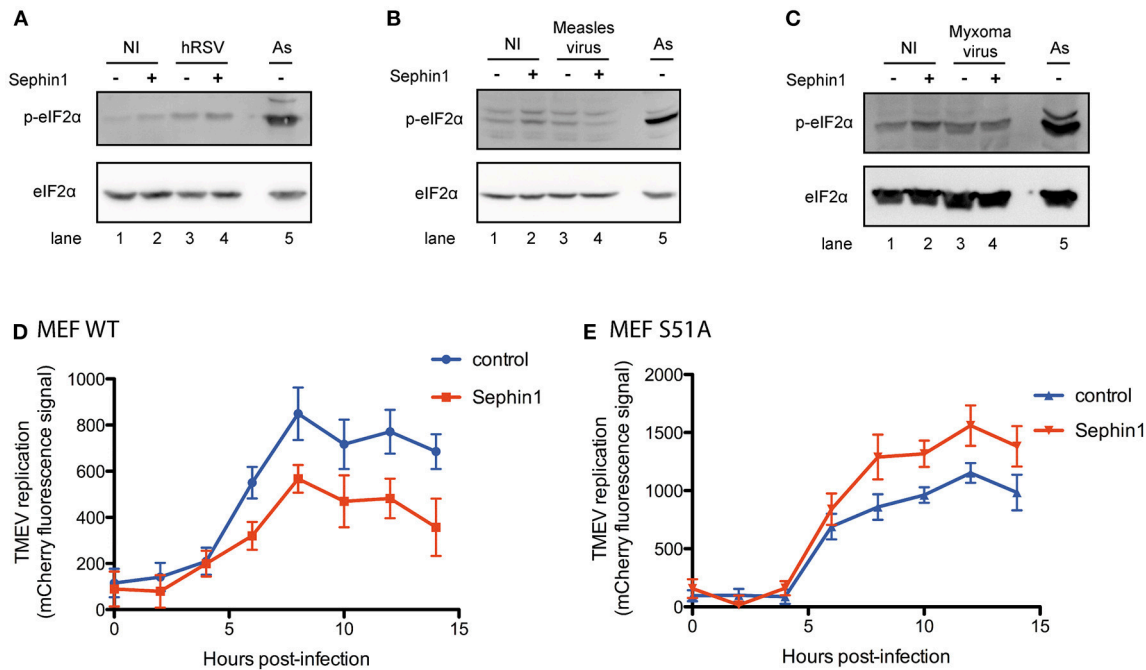 A
NI hRSV As
Sephin1 - + - + -
p-eIF2α
eIF2α
lane 1 2 3 4 5
B
Measles
NI virus As
Sephin1 - + - + -
p-eIF2α
eIF2α
lane 1 2 3 4 5
C
Myxoma
NI virus As
Sephin1 - + - + -
p-eIF2α
eIF2α
lane 1 2 3 4 5
D MEF WT
TMEV replication
(mCherry fluorescence signal)
1000
800
600
400
200
0
0 5 10 15
Hours post-infection
control
Sephin1
E MEF S51A
TMEV replication
(mCherry fluorescence signal)
2000
1500
1000
500
0
0 5 10 15
Hours post-infection
control
Sephin1